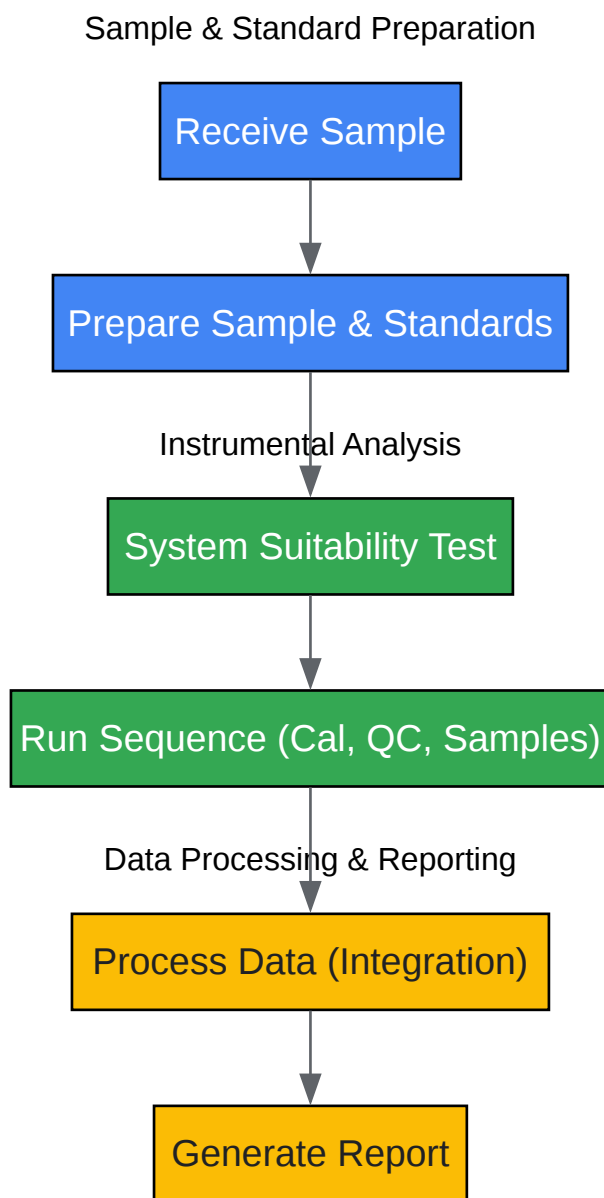 Sample & Standard Preparation
Receive Sample
Prepare Sample & Standards
Instrumental Analysis
System Suitability Test
Run Sequence (Cal, QC, Samples)
Data Processing & Reporting
Process Data (Integration)
Generate Report